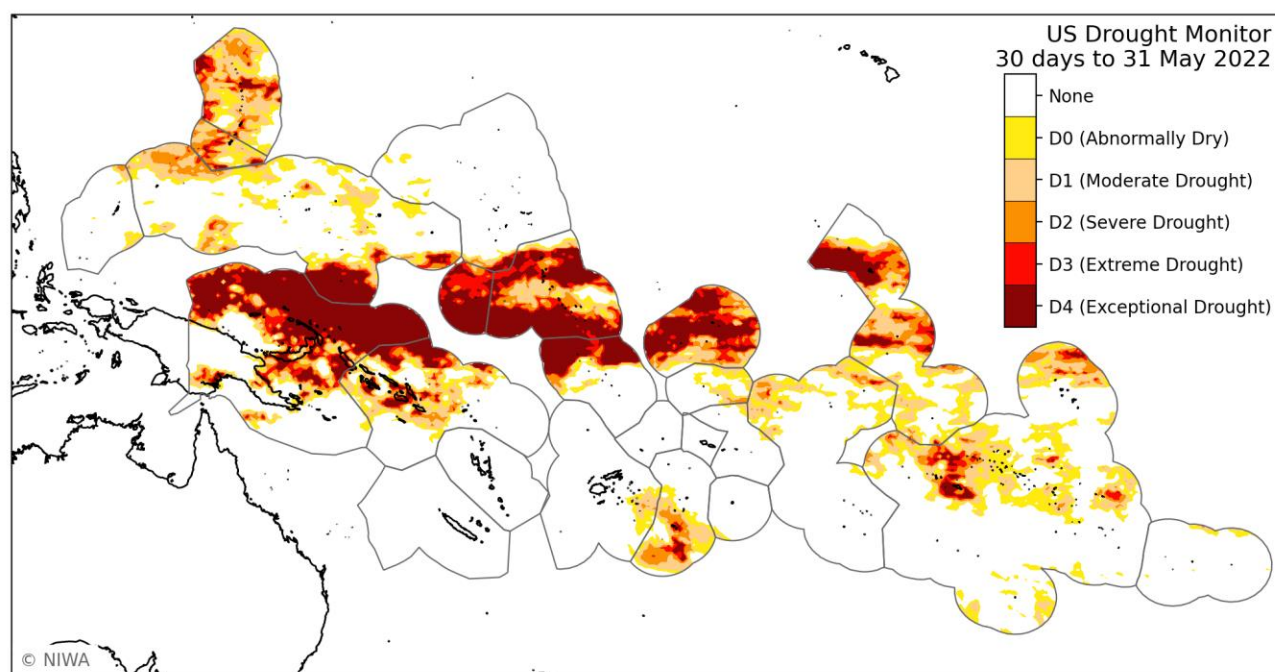 US Drought Monitor
30 days to 31 May 2022
None
D0 (Abnormally Dry)
D1 (Moderate Drought)
D2 (Severe Drought)
D3 (Extreme Drought)
D4 (Exceptional Drought)
© NIWA